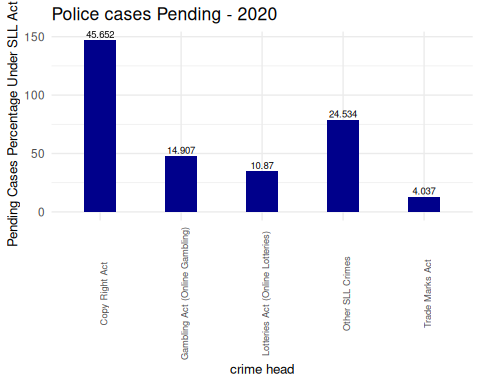 Police cases Pending - 2020
Pending Cases Percentage Under SLL Act
150
100
50
0
45.652
14.907
10.87
24.534
4.037
Copy Right Act
Gambling Act (Online Gambling)
Lotteries Act (Online Lotteries)
Other SLL Crimes
Trade Marks Act
crime head